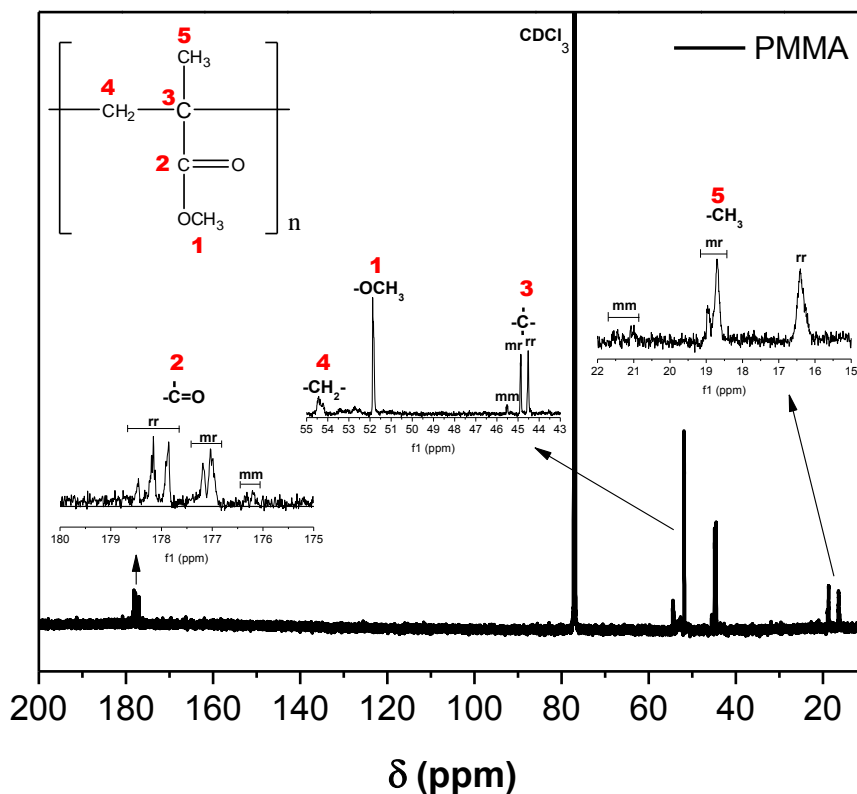 5
CH3
4
3
CH2
C
2
C
O
OCH3
1
n
CDCl3
PMMA
5
-CH3
mr
rr
mm
22 21 20 19 18 17 16 15
f1 (ppm)
1
-OCH3
3
-C-
mr rr
4
-CH2-
mm
55 54 53 52 51 50 49 48 47 46 45 44 43
f1 (ppm)
2
-C=O
rr
mr
mm
180 179 178 177 176 175
f1 (ppm)
200 180 160 140 120 100 80 60 40 20
δ (ppm)